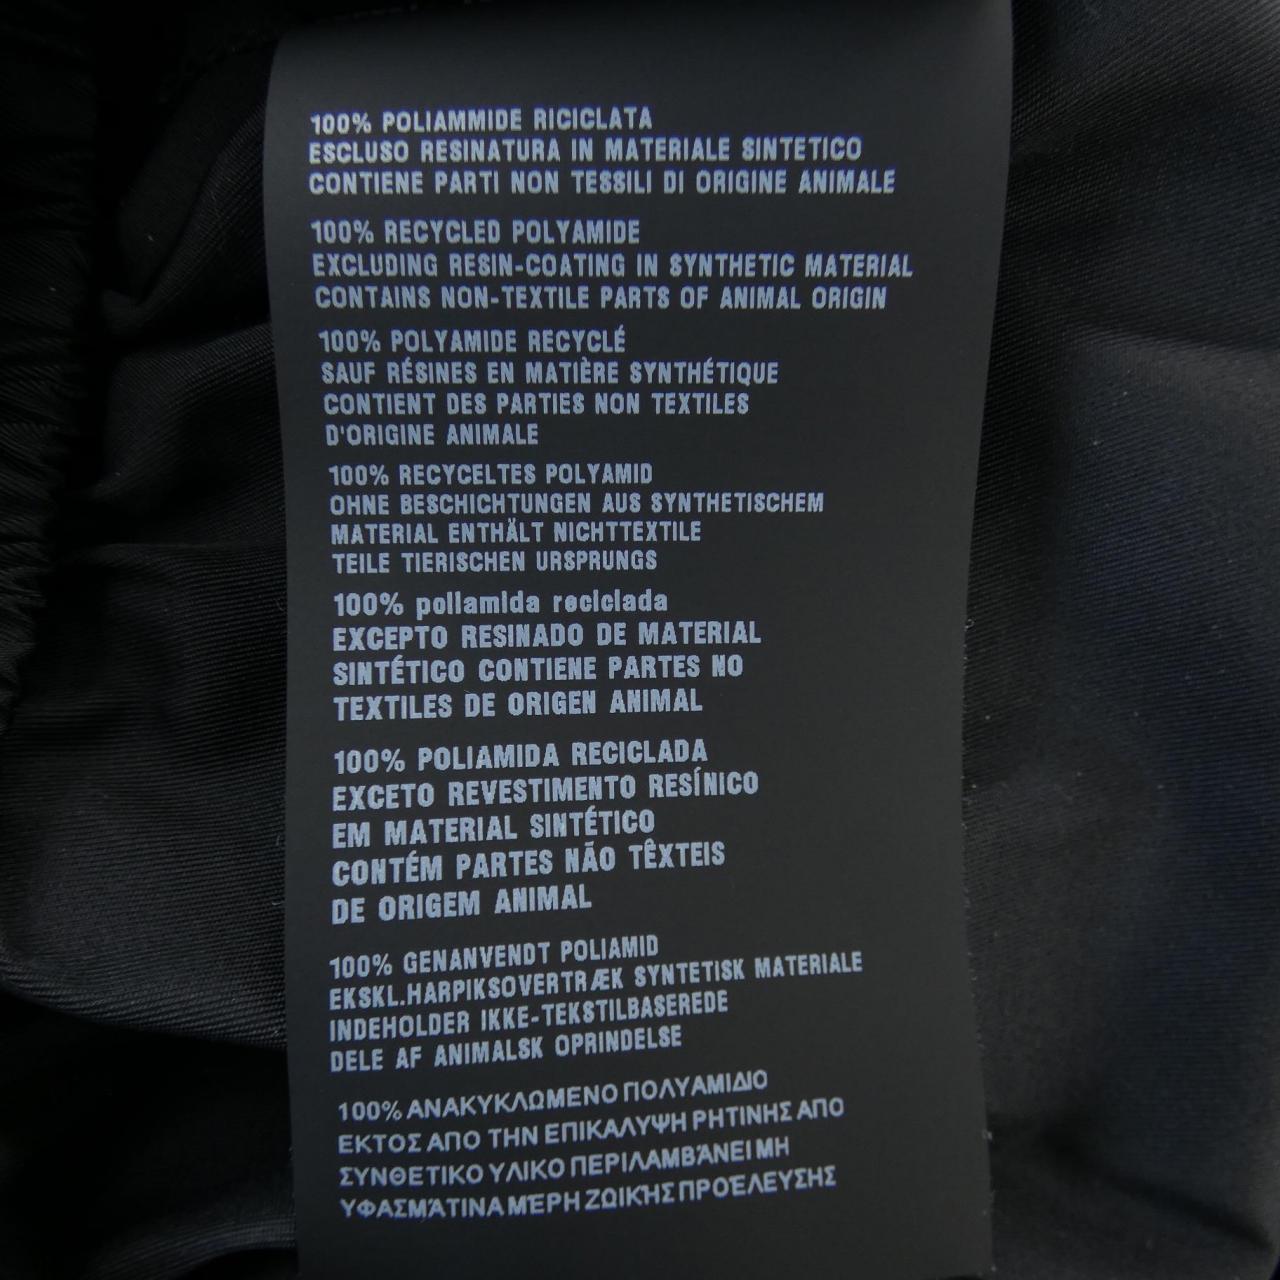 100% POLIAMMIDE RICICLATA
ESCLUSO RESINATURA IN MATERIALE SINTETICO
CONTIENE PARTI NON TESSILI DI ORIGINE ANIMALE
100% RECYCLED POLYAMIDE
EXCLUDING RESIN-COATING IN SYNTHETIC MATERIAL
CONTAINS NON-TEXTILE PARTS OF ANIMAL ORIGIN
100% POLYAMIDE RECYCLÉ
SAUF RÉSINES EN MATIÈRE SYNTHÉTIQUE
CONTIENT DES PARTIES NON TEXTILES
D'ORIGINE ANIMALE
100% RECYCELTES POLYAMID
OHNE BESCHICHTUNGEN AUS SYNTHETISCHEM
MATERIAL ENTHÄLT NICHTTEXTILE
TEILE TIERISCHEN URSPRUNGS
100% poliamida reciclada
EXCEPTO RESINADO DE MATERIAL
SINTÉTICO CONTIENE PARTES NO
TEXTILES DE ORIGEN ANIMAL
100% POLIAMIDA RECICLADA
EXCETO REVESTIMENTO RESÍNICO
EM MATERIAL SINTÉTICO
CONTÉM PARTES NÃO TÊXTEIS
DE ORIGEM ANIMAL
100% GENANVENDT POLIAMID
EKSKL.HARPIKSOVERTRÆK SYNTETISK MATERIALE
INDEHOLDER IKKE-TEKSTILBASEREDE
DELE AF ANIMALSK OPRINDELSE
100% ΑΝΑΚΥΚΛΩΜΕΝΟ ΠΟΛΥΑΜΙΔΙΟ
ΕΚΤΟΣ ΑΠΟ ΤΗΝ ΕΠΙΚΑΛΥΨΗ ΡΗΤΙΝΗΣ ΑΠΟ
ΣΥΝΘΕΤΙΚΟ ΥΛΙΚΟ ΠΕΡΙΛΑΜΒΆΝΕΙ ΜΗ
ΥΦΑΣΜΆΤΙΝΑ ΜΈΡΗ ΖΩΙΚΉΣ ΠΡΟΈΛΕΥΣΗΣ